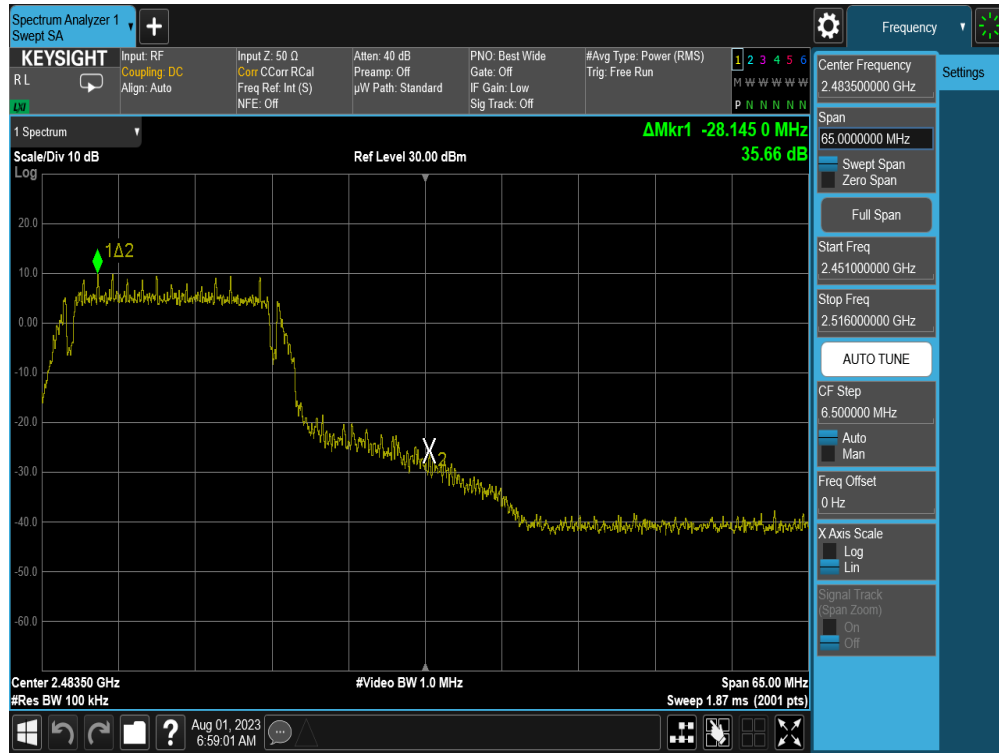 Spectrum Analyzer 1
Swept SA
+
Frequency
KEYSIGHT
R L
LXI
Input: RF
Coupling: DC
Align: Auto
Input Z: 50 Ω
Corr CCorr RCal
Freq Ref: Int (S)
NFE: Off
Atten: 40 dB
Preamp: Off
µW Path: Standard
PNO: Best Wide
Gate: Off
IF Gain: Low
Sig Track: Off
#Avg Type: Power (RMS)
Trig: Free Run
1 2 3 4 5 6
M W W W W W
P N N N N N
1 Spectrum
ΔMkr1 -28.145 0 MHz
35.66 dB
Scale/Div 10 dB
Ref Level 30.00 dBm
Log
20.0
10.0
0.00
-10.0
-20.0
-30.0
-40.0
-50.0
-60.0
1Δ2
X2
Center 2.48350 GHz
#Video BW 1.0 MHz
Span 65.00 MHz
#Res BW 100 kHz
Sweep 1.87 ms (2001 pts)
Center Frequency
2.483500000 GHz
Settings
Span
65.0000000 MHz
Swept Span
Zero Span
Full Span
Start Freq
2.451000000 GHz
Stop Freq
2.516000000 GHz
AUTO TUNE
CF Step
6.500000 MHz
Auto
Man
Freq Offset
0 Hz
X Axis Scale
Log
Lin
Signal Track
(Span Zoom)
On
Off
?
Aug 01, 2023
6:59:01 AM